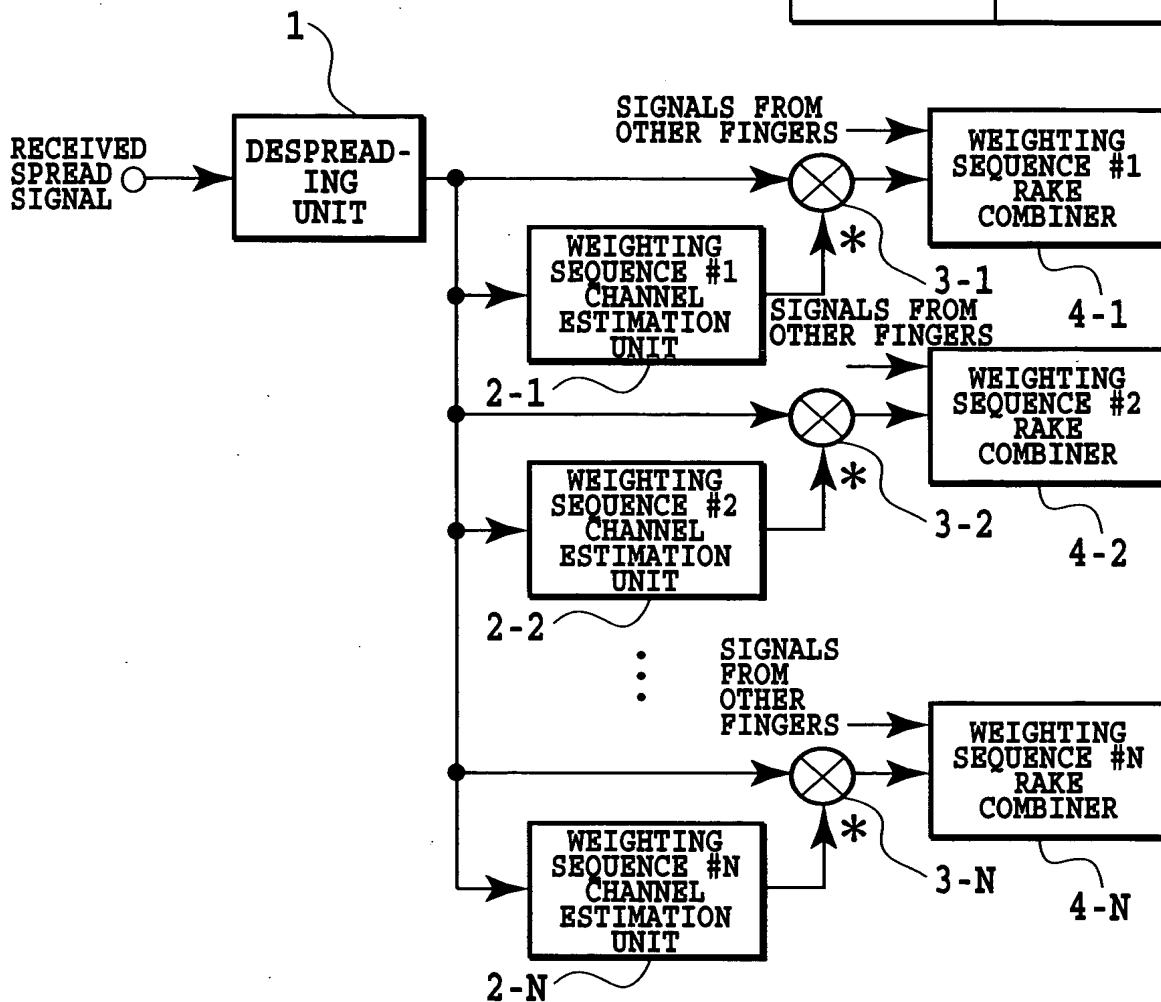 1
RECEIVED
SPREAD
SIGNAL
DESPREAD-
ING
UNIT
SIGNALS FROM
OTHER FINGERS
WEIGHTING
SEQUENCE #1
RAKE
COMBINER
*
3-1
4-1
WEIGHTING
SEQUENCE #1
CHANNEL
ESTIMATION
UNIT
2-1
SIGNALS FROM
OTHER FINGERS
WEIGHTING
SEQUENCE #2
RAKE
COMBINER
*
3-2
4-2
WEIGHTING
SEQUENCE #2
CHANNEL
ESTIMATION
UNIT
2-2
SIGNALS
FROM
OTHER
FINGERS
WEIGHTING
SEQUENCE #N
RAKE
COMBINER
*
3-N
4-N
WEIGHTING
SEQUENCE #N
CHANNEL
ESTIMATION
UNIT
2-N